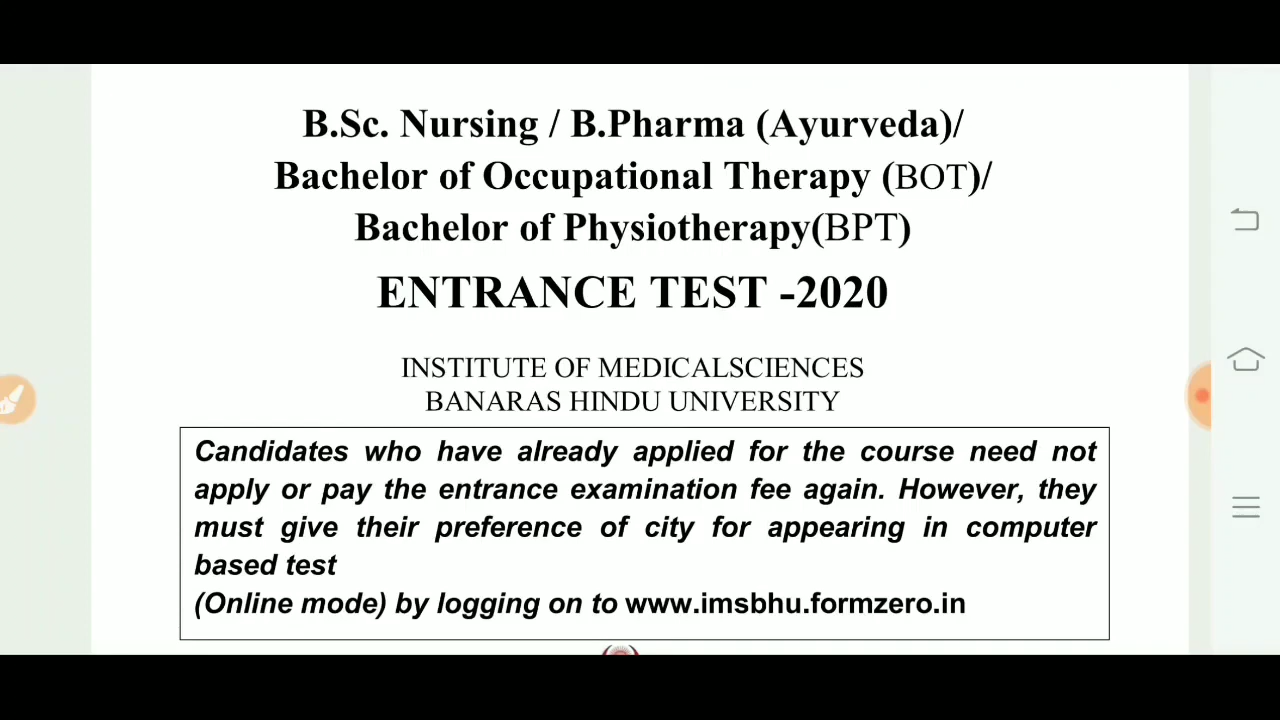 B.Sc. Nursing / B.Pharma (Ayurveda)/
Bachelor of Occupational Therapy (BOT)/
Bachelor of Physiotherapy(BPT)
ENTRANCE TEST -2020
INSTITUTE OF MEDICALSCIENCES
BANARAS HINDU UNIVERSITY
Candidates who have already applied for the course need not
apply or pay the entrance examination fee again. However, they
must give their preference of city for appearing in computer
based test
(Online mode) by logging on to www.imsbhu.formzero.in